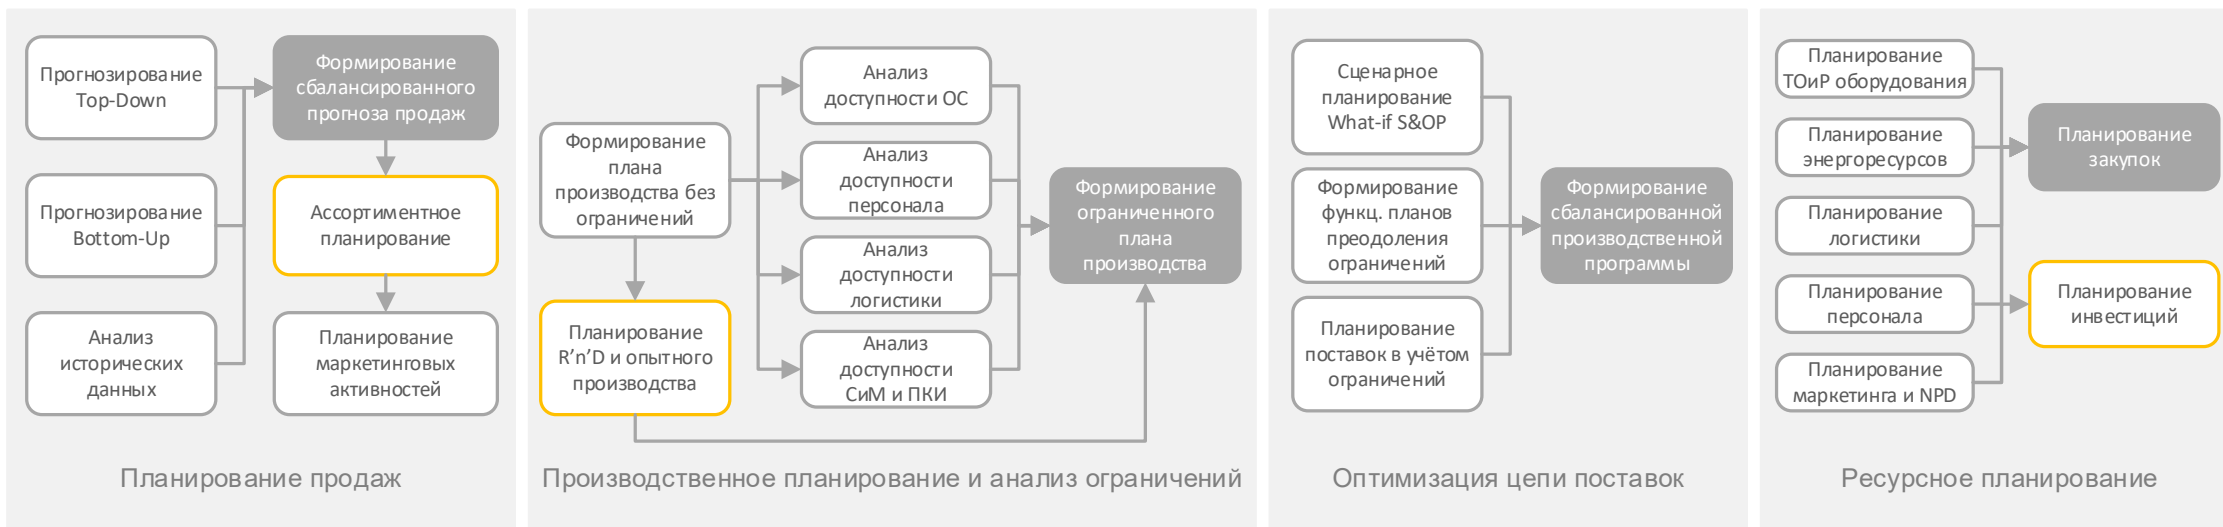 Прогнозирование
Top-Down
Прогнозирование
Bottom-Up
Анализ
исторических
данных
Формирование
сбалансированного
прогноза продаж
Ассортиментное
планирование
Планирование
маркетинговых
активностей
Планирование продаж
Формирование
плана
производства без
ограничений
Планирование
R’n’D и опытного
производства
Анализ
доступности ОС
Анализ
доступности
персонала
Анализ
доступности
логистики
Анализ
доступности
СиМ и ПКИ
Формирование
ограниченного
плана
производства
Производственное планирование и анализ ограничений
Сценарное
планирование
What-if S&OP
Формирование
функц. планов
преодоления
ограничений
Планирование
поставок в учётом
ограничений
Формирование
сбалансированной
производственной
программы
Оптимизация цепи поставок
Планирование
ТОиР оборудования
Планирование
энергоресурсов
Планирование
логистики
Планирование
персонала
Планирование
маркетинга и NPD
Планирование
закупок
Планирование
инвестиций
Ресурсное планирование